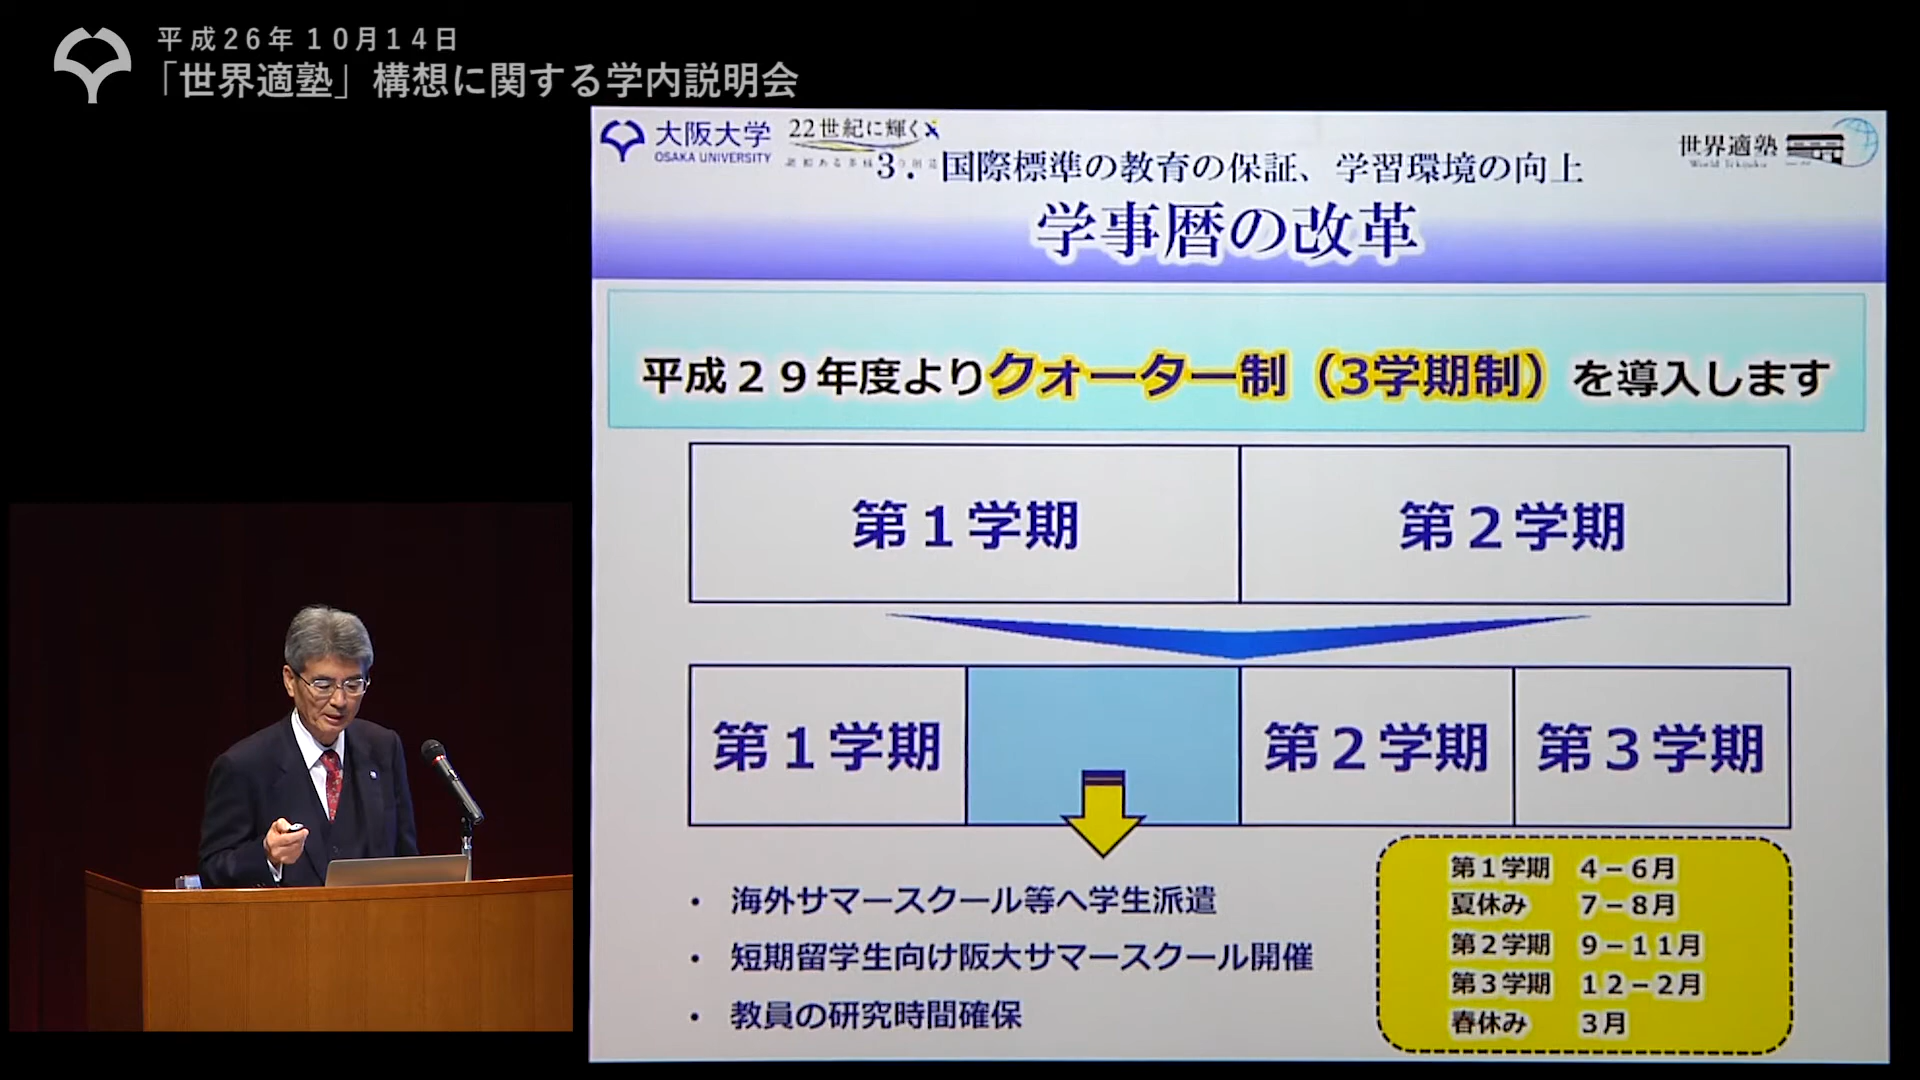 平成26年10月14日
「世界適塾」構想に関する学内説明会
大阪大学
OSAKA UNIVERSITY
22世紀に輝く
世界適塾
World Tekijuku
3．国際標準の教育の保証、学習環境の向上
学事暦の改革
平成２９年度よりクォーター制（3学期制）を導入します
第１学期
第２学期
第１学期
第２学期
第３学期
・ 海外サマースクール等へ学生派遣
・ 短期留学生向け阪大サマースクール開催
・ 教員の研究時間確保
第１学期 ４－６月
夏休み ７－８月
第２学期 ９－１１月
第３学期 １２－２月
春休み ３月